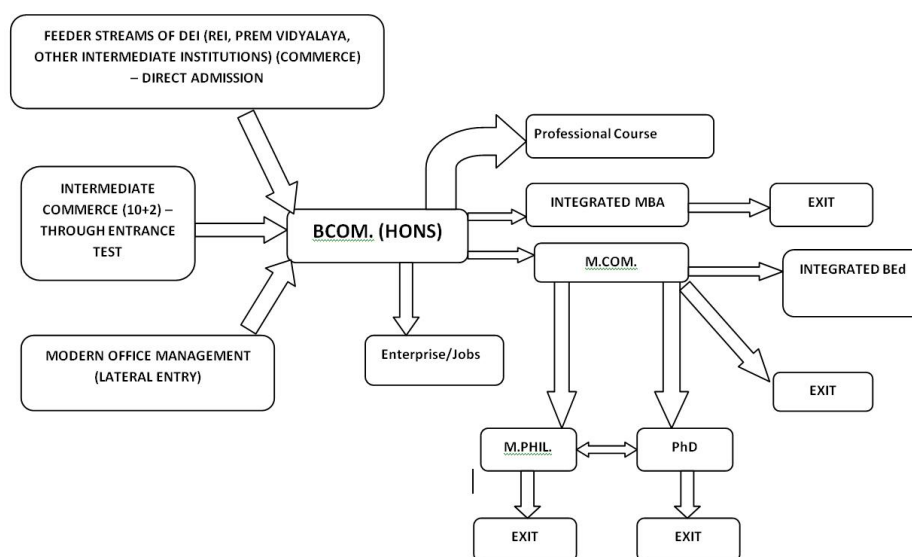 FEEDER STREAMS OF DEI (REI, PREM VIDYALAYA,
OTHER INTERMEDIATE INSTITUTIONS) (COMMERCE)
– DIRECT ADMISSION
Professional Course
INTERMEDIATE
COMMERCE (10+2) –
THROUGH ENTRANCE
TEST
INTEGRATED MBA
EXIT
BCOM. (HONS)
M.COM.
INTEGRATED BEd
MODERN OFFICE MANAGEMENT
(LATERAL ENTRY)
Enterprise/Jobs
EXIT
M.PHIL.
PhD
EXIT
EXIT